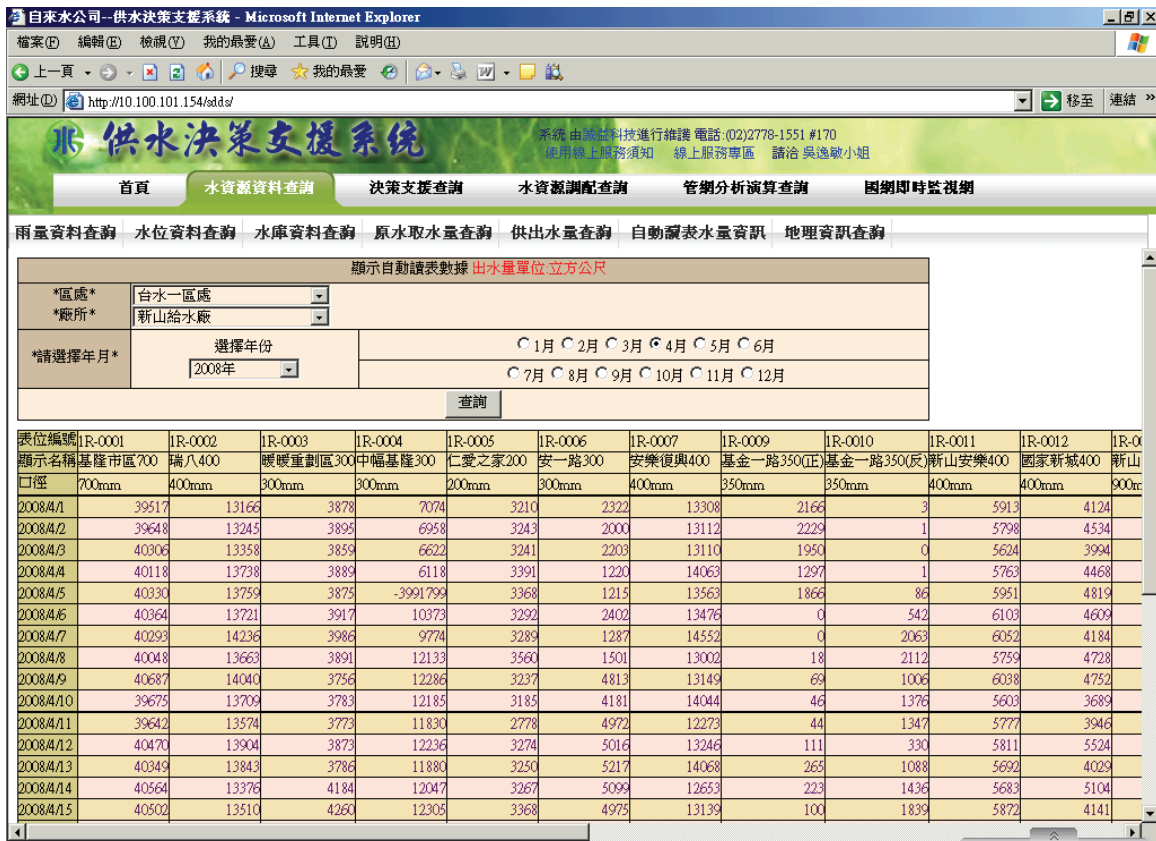 自來水公司--供水決策支援系統 - Microsoft Internet Explorer
檔案(F) 編輯(E) 檢視(V) 我的最愛(A) 工具(T) 說明(H)
上一頁 搜尋 我的最愛
網址(D) http://10.100.101.154/sdds/ 移至 連結 »
供水決策支援系統 系統 由誠益科技進行維護 電話:(02)2778-1551 #170
使用線上服務須知 線上服務專區 請洽 吳逸敏小姐
首頁 水資源資料查詢 決策支援查詢 水資源調配查詢 管網分析演算查詢 國網即時監視網
雨量資料查詢 水位資料查詢 水庫資料查詢 原水取水量查詢 供出水量查詢 自動讀表水量資訊 地理資訊查詢
顯示自動讀表數據 出水量單位:立方公尺
*區處* 台水一區處
*廠所* 新山給水廠
*請選擇年月* 選擇年份 1月 2月 3月 4月 5月 6月
2008年 7月 8月 9月 10月 11月 12月
查詢
表位編號 1R-0001 1R-0002 1R-0003 1R-0004 1R-0005 1R-0006 1R-0007 1R-0009 1R-0010 1R-0011 1R-0012 1R-0
顯示名稱 基隆市區700 瑞八400 暖暖重劃區300 中幅基隆300 仁愛之家200 安一路300 安樂復興400 基金一路350(正) 基金一路350(反) 新山安樂400 國家新城400 新山
口徑 700mm 400mm 300mm 300mm 200mm 300mm 400mm 350mm 350mm 400mm 400mm 900m
2008/4/1 39517 13166 3878 7074 3210 2322 13308 2166 3 5913 4124
2008/4/2 39648 13245 3895 6958 3243 2000 13112 2229 1 5798 4534
2008/4/3 40306 13358 3859 6622 3241 2203 13110 1950 0 5624 3994
2008/4/4 40118 13738 3889 6118 3391 1220 14063 1297 1 5763 4468
2008/4/5 40330 13759 3875 -3991799 3368 1215 13563 1866 86 5951 4819
2008/4/6 40364 13721 3917 10373 3292 2402 13476 0 542 6103 4609
2008/4/7 40293 14236 3986 9774 3289 1287 14552 0 2063 6052 4184
2008/4/8 40048 13663 3891 12133 3560 1501 13002 18 2112 5759 4728
2008/4/9 40687 14040 3756 12286 3237 4813 13149 69 1006 6038 4752
2008/4/10 39675 13709 3783 12185 3185 4181 14044 46 1376 5603 3689
2008/4/11 39642 13574 3773 11830 2778 4972 12273 44 1347 5777 3946
2008/4/12 40470 13904 3873 12236 3274 5016 13246 111 330 5811 5524
2008/4/13 40349 13843 3786 11880 3250 5217 14068 265 1088 5692 4029
2008/4/14 40564 13376 4184 12047 3267 5099 12653 223 1436 5683 5104
2008/4/15 40502 13510 4260 12305 3368 4975 13139 100 1839 5872 4141